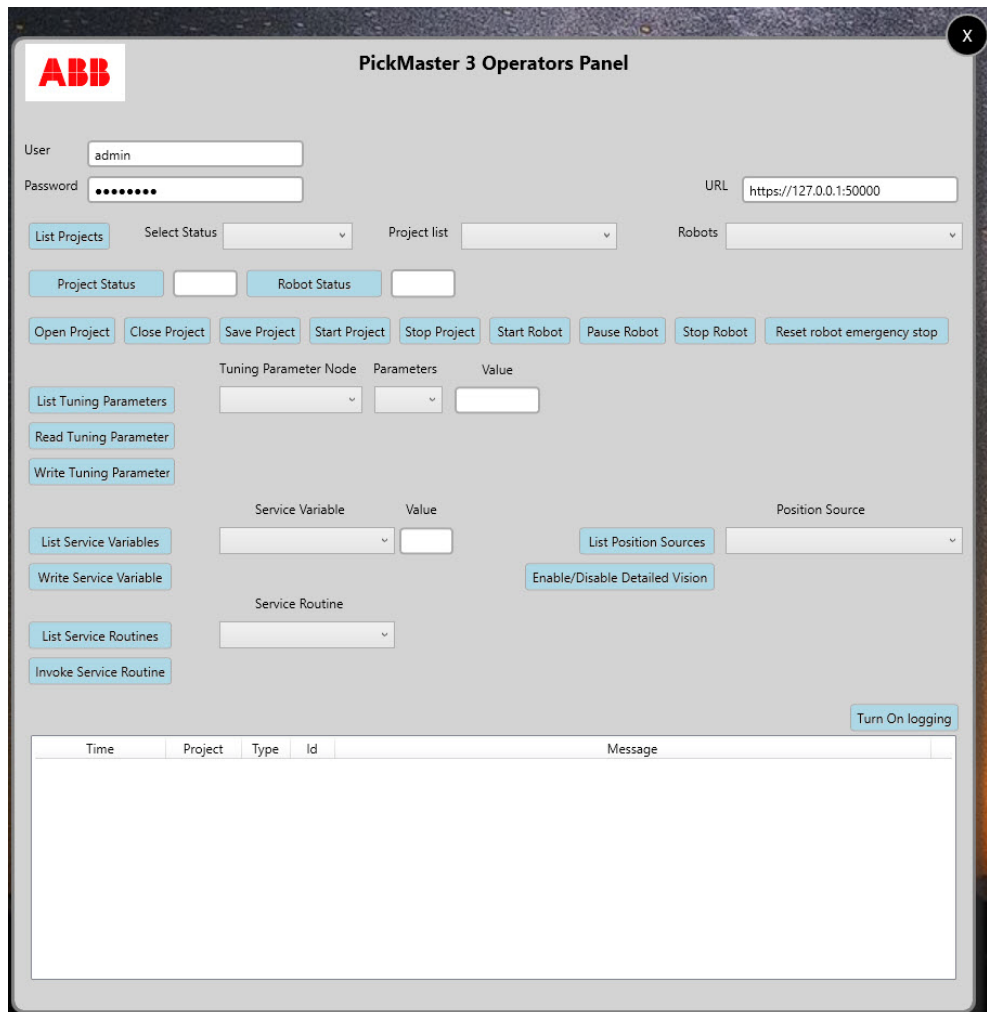 X
ABB
PickMaster 3 Operators Panel
User
admin
Password
••••••••
URL
https://127.0.0.1:50000
List Projects
Select Status
Project list
Robots
Project Status
Robot Status
Open Project
Close Project
Save Project
Start Project
Stop Project
Start Robot
Pause Robot
Stop Robot
Reset robot emergency stop
Tuning Parameter Node
Parameters
Value
List Tuning Parameters
Read Tuning Parameter
Write Tuning Parameter
Service Variable
Value
Position Source
List Service Variables
List Position Sources
Write Service Variable
Enable/Disable Detailed Vision
Service Routine
List Service Routines
Invoke Service Routine
Turn On logging
Time
Project
Type
Id
Message